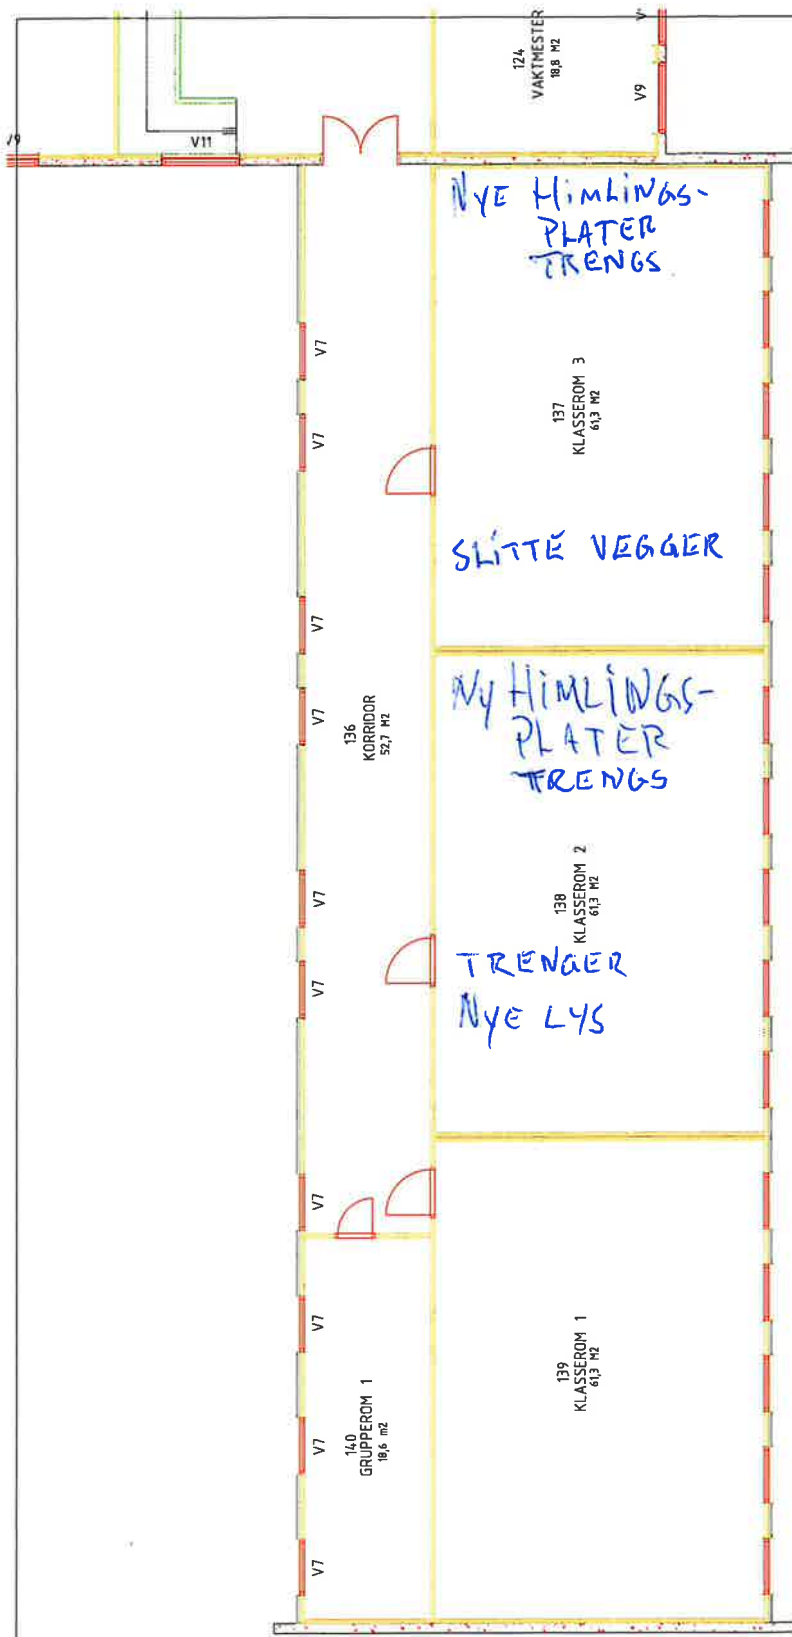 124
VAKTMESTER
18,8 M2
V9
V11
V9
NYE HiMLiNGS-
PLATER
TRENGS
V7
V7
137
KLASSEROM 3
61,3 M2
SLiTTE VEGGER
V7
V7
136
KORRIDOR
52,7 M2
NY HiMLiNGS-
PLATER
TRENGS
V7
V7
138
KLASSEROM 2
61,3 M2
TRENGER
NYE LYS
V7
V7
139
KLASSEROM 1
61,3 M2
140
GRUPPEROM 1
18,6 m2
V7
V7